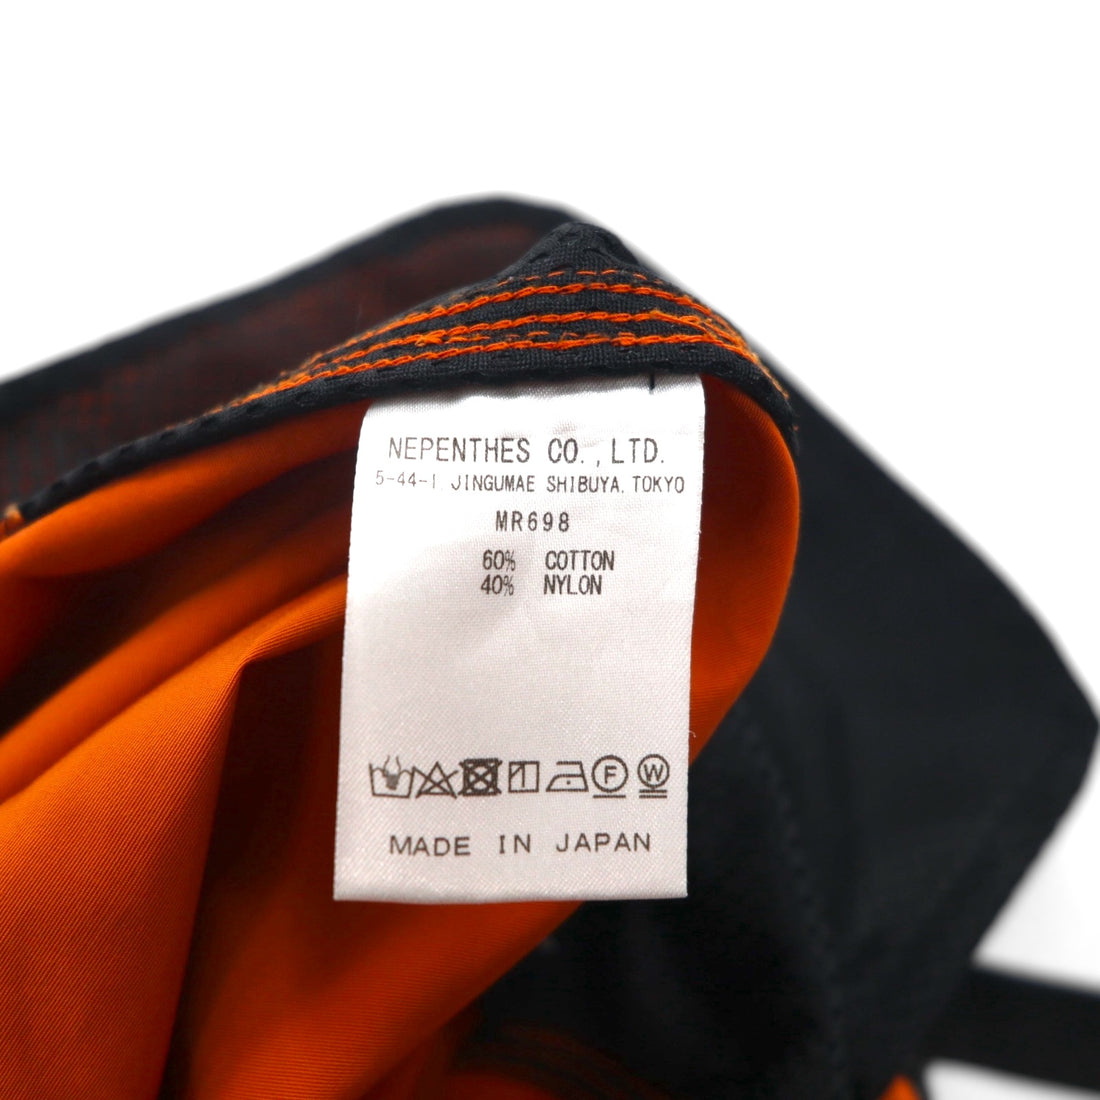 NEPENTHES CO.,LTD.
5-44-1, JINGUMAE SHIBUYA, TOKYO
MR698
60% COTTON
40% NYLON
F W
MADE IN JAPAN